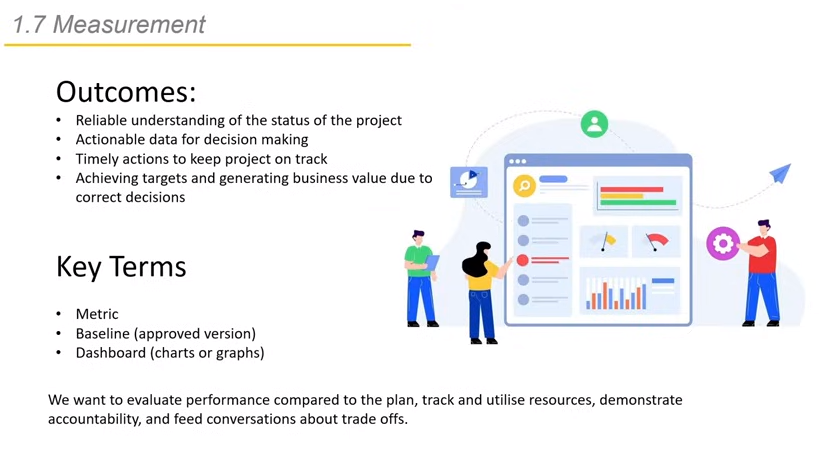 1.7 Measurement
Outcomes:
• Reliable understanding of the status of the project
• Actionable data for decision making
• Timely actions to keep project on track
• Achieving targets and generating business value due to
correct decisions
Key Terms
• Metric
• Baseline (approved version)
• Dashboard (charts or graphs)
We want to evaluate performance compared to the plan, track and utilise resources, demonstrate
accountability, and feed conversations about trade offs.